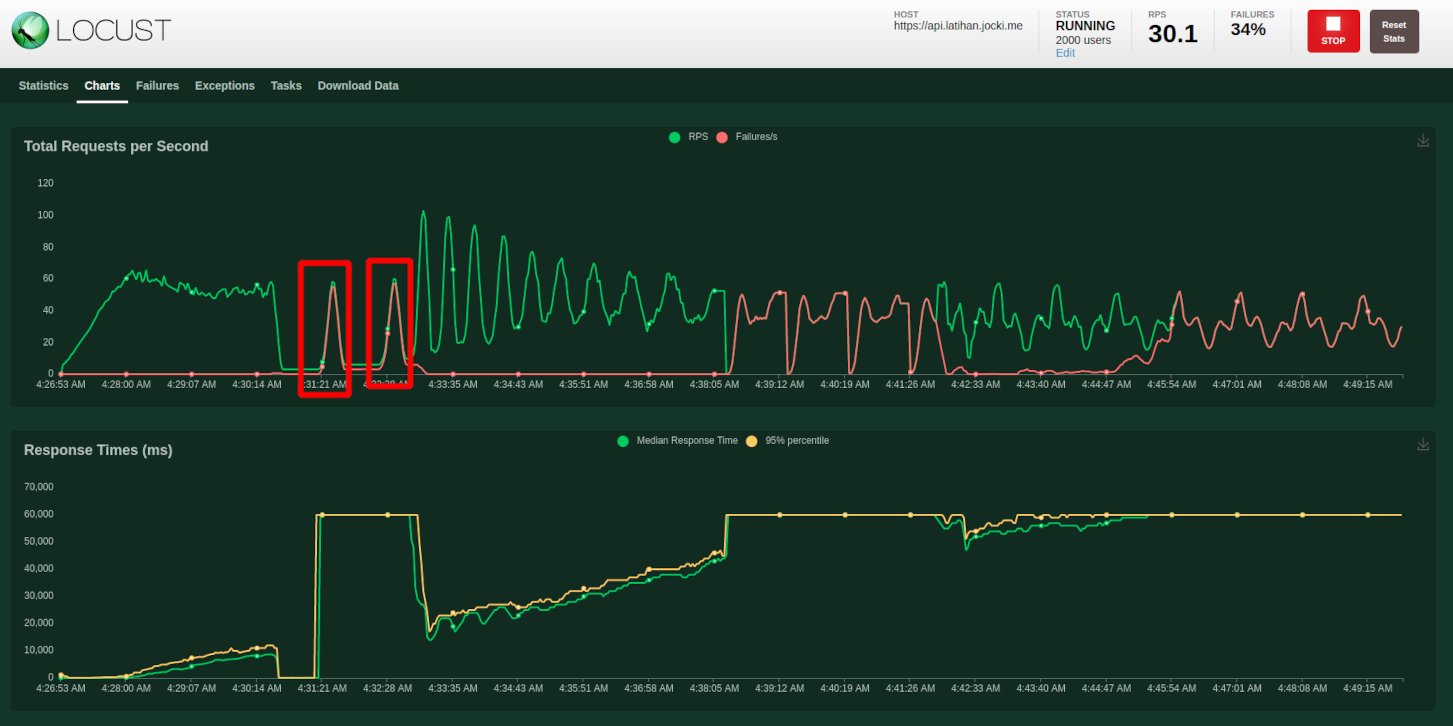 LOCUST
HOST
https://api.latihan.jocki.me
STATUS
RUNNING
2000 users
Edit
RPS
30.1
FAILURES
34%
STOP
Reset
Stats
Statistics Charts Failures Exceptions Tasks Download Data
Total Requests per Second
RPS Failures/s
120
100
80
60
40
20
0
4:26:53 AM 4:28:00 AM 4:29:07 AM 4:30:14 AM 4:31:21 AM 4:32:28 AM 4:33:35 AM 4:34:43 AM 4:35:51 AM 4:36:58 AM 4:38:05 AM 4:39:12 AM 4:40:19 AM 4:41:26 AM 4:42:33 AM 4:43:40 AM 4:44:47 AM 4:45:54 AM 4:47:01 AM 4:48:08 AM 4:49:15 AM
Response Times (ms)
Median Response Time 95% percentile
70,000
60,000
50,000
40,000
30,000
20,000
10,000
0
4:26:53 AM 4:28:00 AM 4:29:07 AM 4:30:14 AM 4:31:21 AM 4:32:28 AM 4:33:35 AM 4:34:43 AM 4:35:51 AM 4:36:58 AM 4:38:05 AM 4:39:12 AM 4:40:19 AM 4:41:26 AM 4:42:33 AM 4:43:40 AM 4:44:47 AM 4:45:54 AM 4:47:01 AM 4:48:08 AM 4:49:15 AM